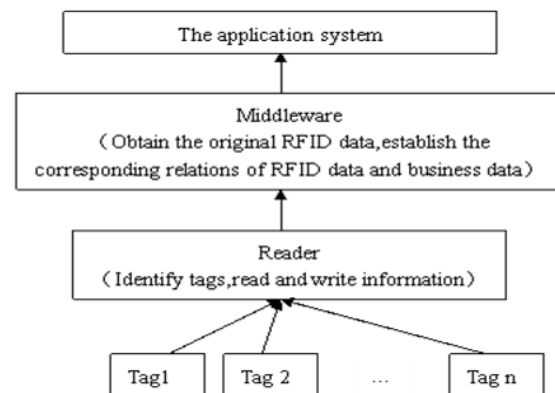 The application system
Middleware
（Obtain the original RFID data,establish the
corresponding relations of RFID data and business data）
Reader
（Identify tags,read and write information）
Tag1 Tag 2 ... Tag n